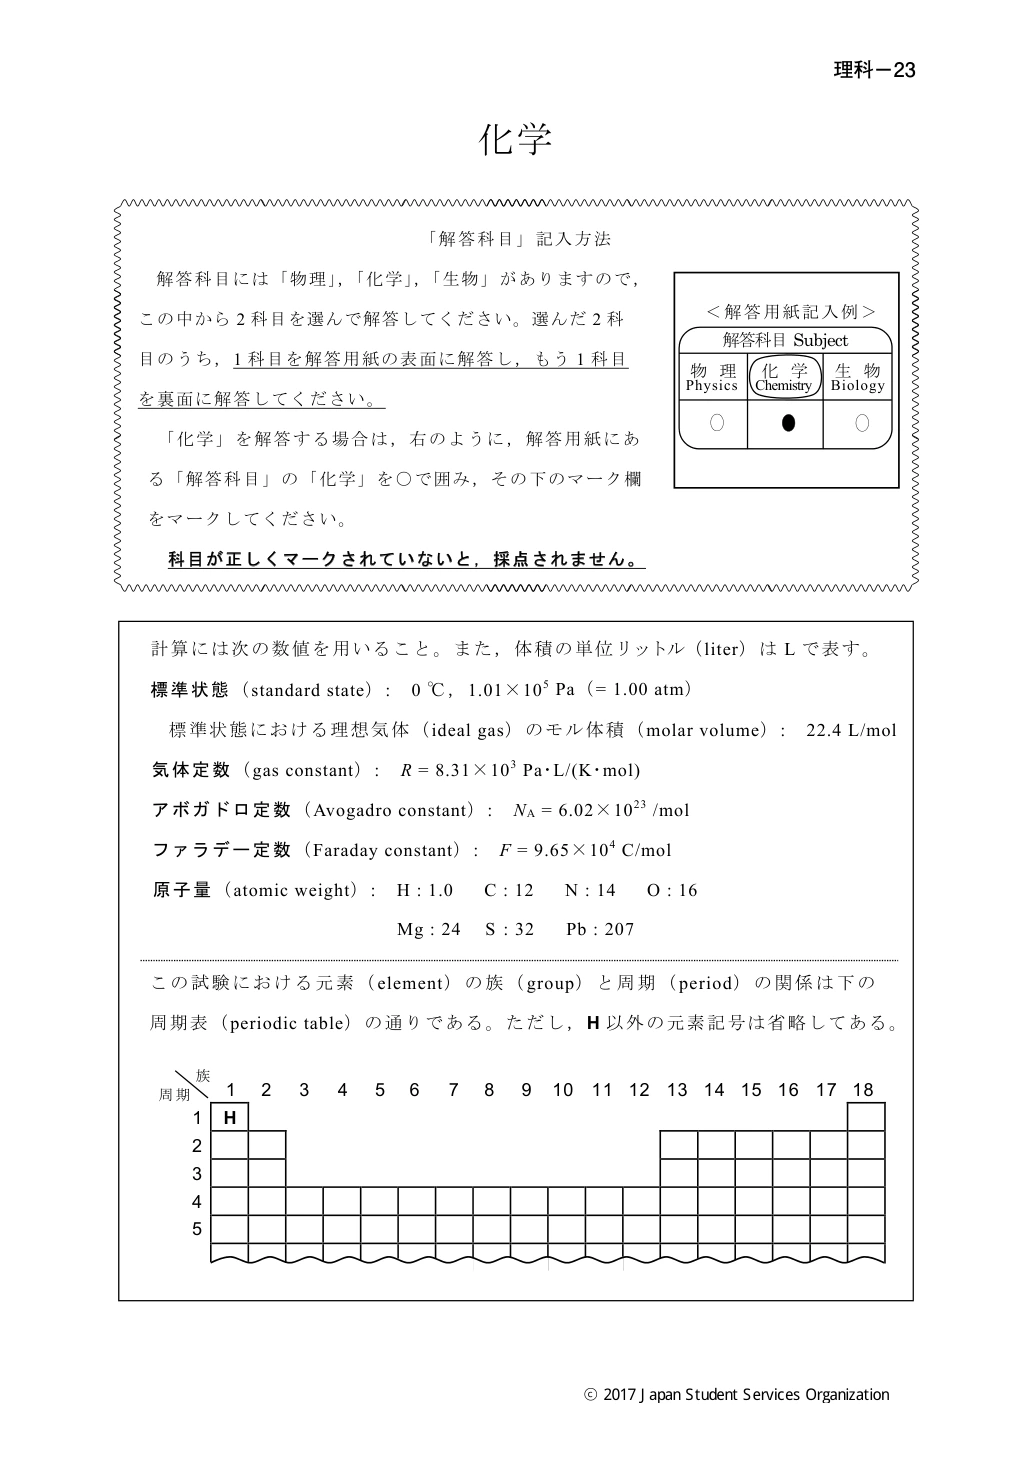 理科－23
化学
「解答科目」記入方法
解答科目には「物理」，「化学」，「生物」がありますので，
この中から 2 科目を選んで解答してください。選んだ 2 科
目のうち，1 科目を解答用紙の表面に解答し，もう 1 科目
を裏面に解答してください。
「化学」を解答する場合は，右のように，解答用紙にあ
る「解答科目」の「化学」を○で囲み，その下のマーク欄
をマークしてください。
科目が正しくマークされていないと，採点されません。
＜解答用紙記入例＞
解答科目 Subject
物 理 化 学 生 物
Physics Chemistry Biology
計算には次の数値を用いること。また，体積の単位リットル（liter）は L で表す。
標準状態（standard state）： 0 ℃，1.01×10⁵ Pa（= 1.00 atm）
標準状態における理想気体（ideal gas）のモル体積（molar volume）： 22.4 L/mol
気体定数（gas constant）： R = 8.31×10³ Pa･L/(K･mol)
アボガドロ定数（Avogadro constant）： Nᴀ = 6.02×10²³ /mol
ファラデー定数（Faraday constant）： F = 9.65×10⁴ C/mol
原子量（atomic weight）： H : 1.0 C : 12 N : 14 O : 16
Mg : 24 S : 32 Pb : 207
この試験における元素（element）の族（group）と周期（period）の関係は下の
周期表（periodic table）の通りである。ただし，H 以外の元素記号は省略してある。
族
周期 1 2 3 4 5 6 7 8 9 10 11 12 13 14 15 16 17 18
1 H
2
3
4
5
© 2017 Japan Student Services Organization